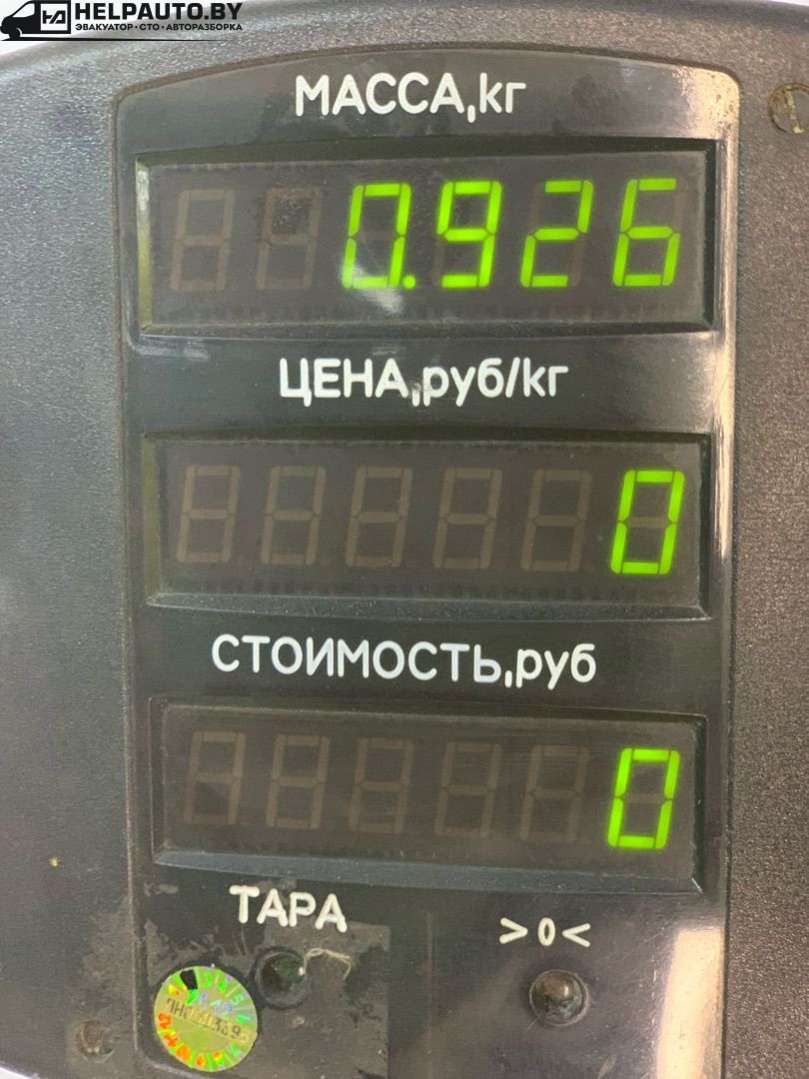 HELPAUTO.BY
ЭВАКУАТОР·СТО·АВТОРАЗБОРКА
МАССА,кг
0.926
ЦЕНА,руб/кг
0
СТОИМОСТЬ,руб
0
ТАРА
>0<